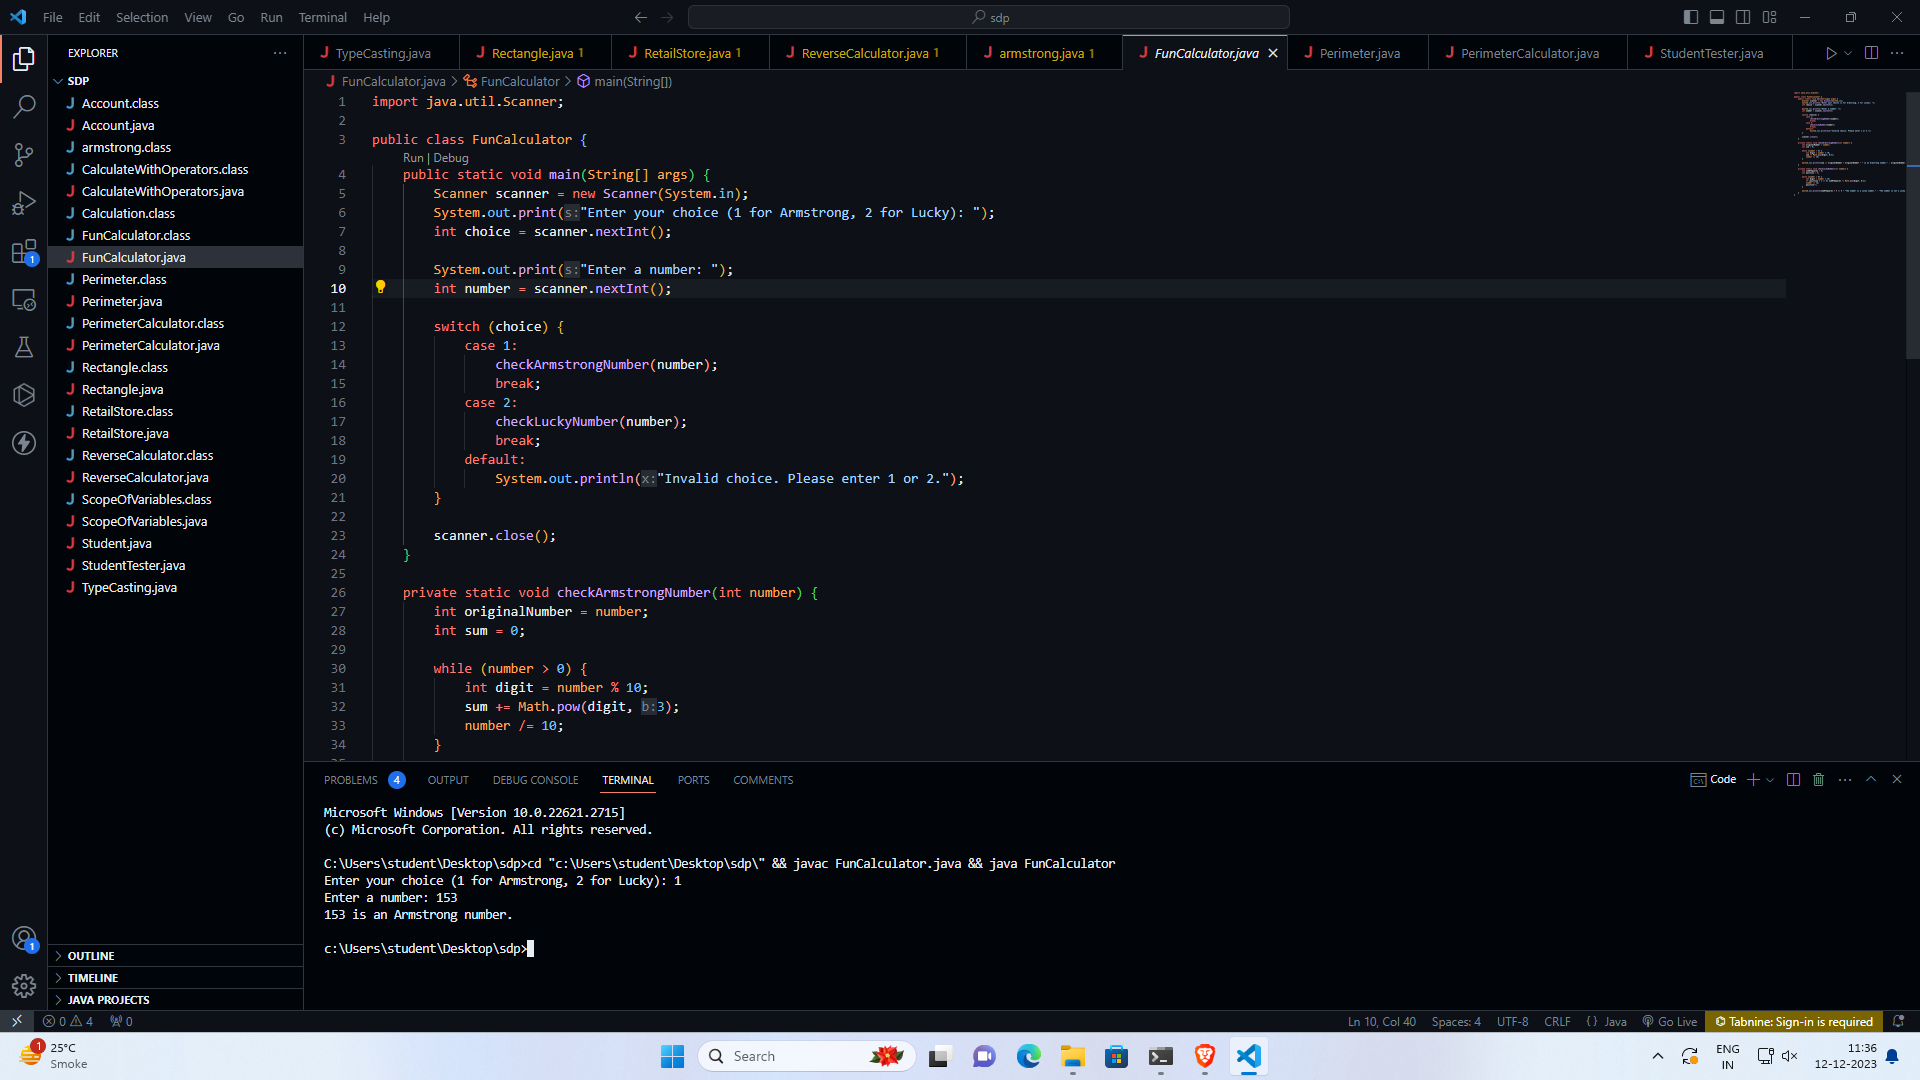 File Edit Selection View Go Run Terminal Help
sdp
EXPLORER
SDP
Account.class
Account.java
armstrong.class
CalculateWithOperators.class
CalculateWithOperators.java
Calculation.class
FunCalculator.class
FunCalculator.java
Perimeter.class
Perimeter.java
PerimeterCalculator.class
PerimeterCalculator.java
Rectangle.class
Rectangle.java
RetailStore.class
RetailStore.java
ReverseCalculator.class
ReverseCalculator.java
ScopeOfVariables.class
ScopeOfVariables.java
Student.java
StudentTester.java
TypeCasting.java
OUTLINE
TIMELINE
JAVA PROJECTS
TypeCasting.java Rectangle.java 1 RetailStore.java 1 ReverseCalculator.java 1 armstrong.java 1 FunCalculator.java Perimeter.java PerimeterCalculator.java StudentTester.java
FunCalculator.java > FunCalculator > main(String[])
1 import java.util.Scanner;
2
3 public class FunCalculator {
Run | Debug
4 public static void main(String[] args) {
5 Scanner scanner = new Scanner(System.in);
6 System.out.print(s:"Enter your choice (1 for Armstrong, 2 for Lucky): ");
7 int choice = scanner.nextInt();
8
9 System.out.print(s:"Enter a number: ");
10 int number = scanner.nextInt();
11
12 switch (choice) {
13 case 1:
14 checkArmstrongNumber(number);
15 break;
16 case 2:
17 checkLuckyNumber(number);
18 break;
19 default:
20 System.out.println(x:"Invalid choice. Please enter 1 or 2.");
21 }
22
23 scanner.close();
24 }
25
26 private static void checkArmstrongNumber(int number) {
27 int originalNumber = number;
28 int sum = 0;
29
30 while (number > 0) {
31 int digit = number % 10;
32 sum += Math.pow(digit, b:3);
33 number /= 10;
34 }
PROBLEMS 4 OUTPUT DEBUG CONSOLE TERMINAL PORTS COMMENTS
Code
Microsoft Windows [Version 10.0.22621.2715]
(c) Microsoft Corporation. All rights reserved.
C:\Users\student\Desktop\sdp>cd "c:\Users\student\Desktop\sdp\" && javac FunCalculator.java && java FunCalculator
Enter your choice (1 for Armstrong, 2 for Lucky): 1
Enter a number: 153
153 is an Armstrong number.
c:\Users\student\Desktop\sdp>
1
1
0 4 0
Ln 10, Col 40 Spaces: 4 UTF-8 CRLF { } Java Go Live Tabnine: Sign-in is required
1
25°C
Smoke
Search
ENG
IN
11:36
12-12-2023